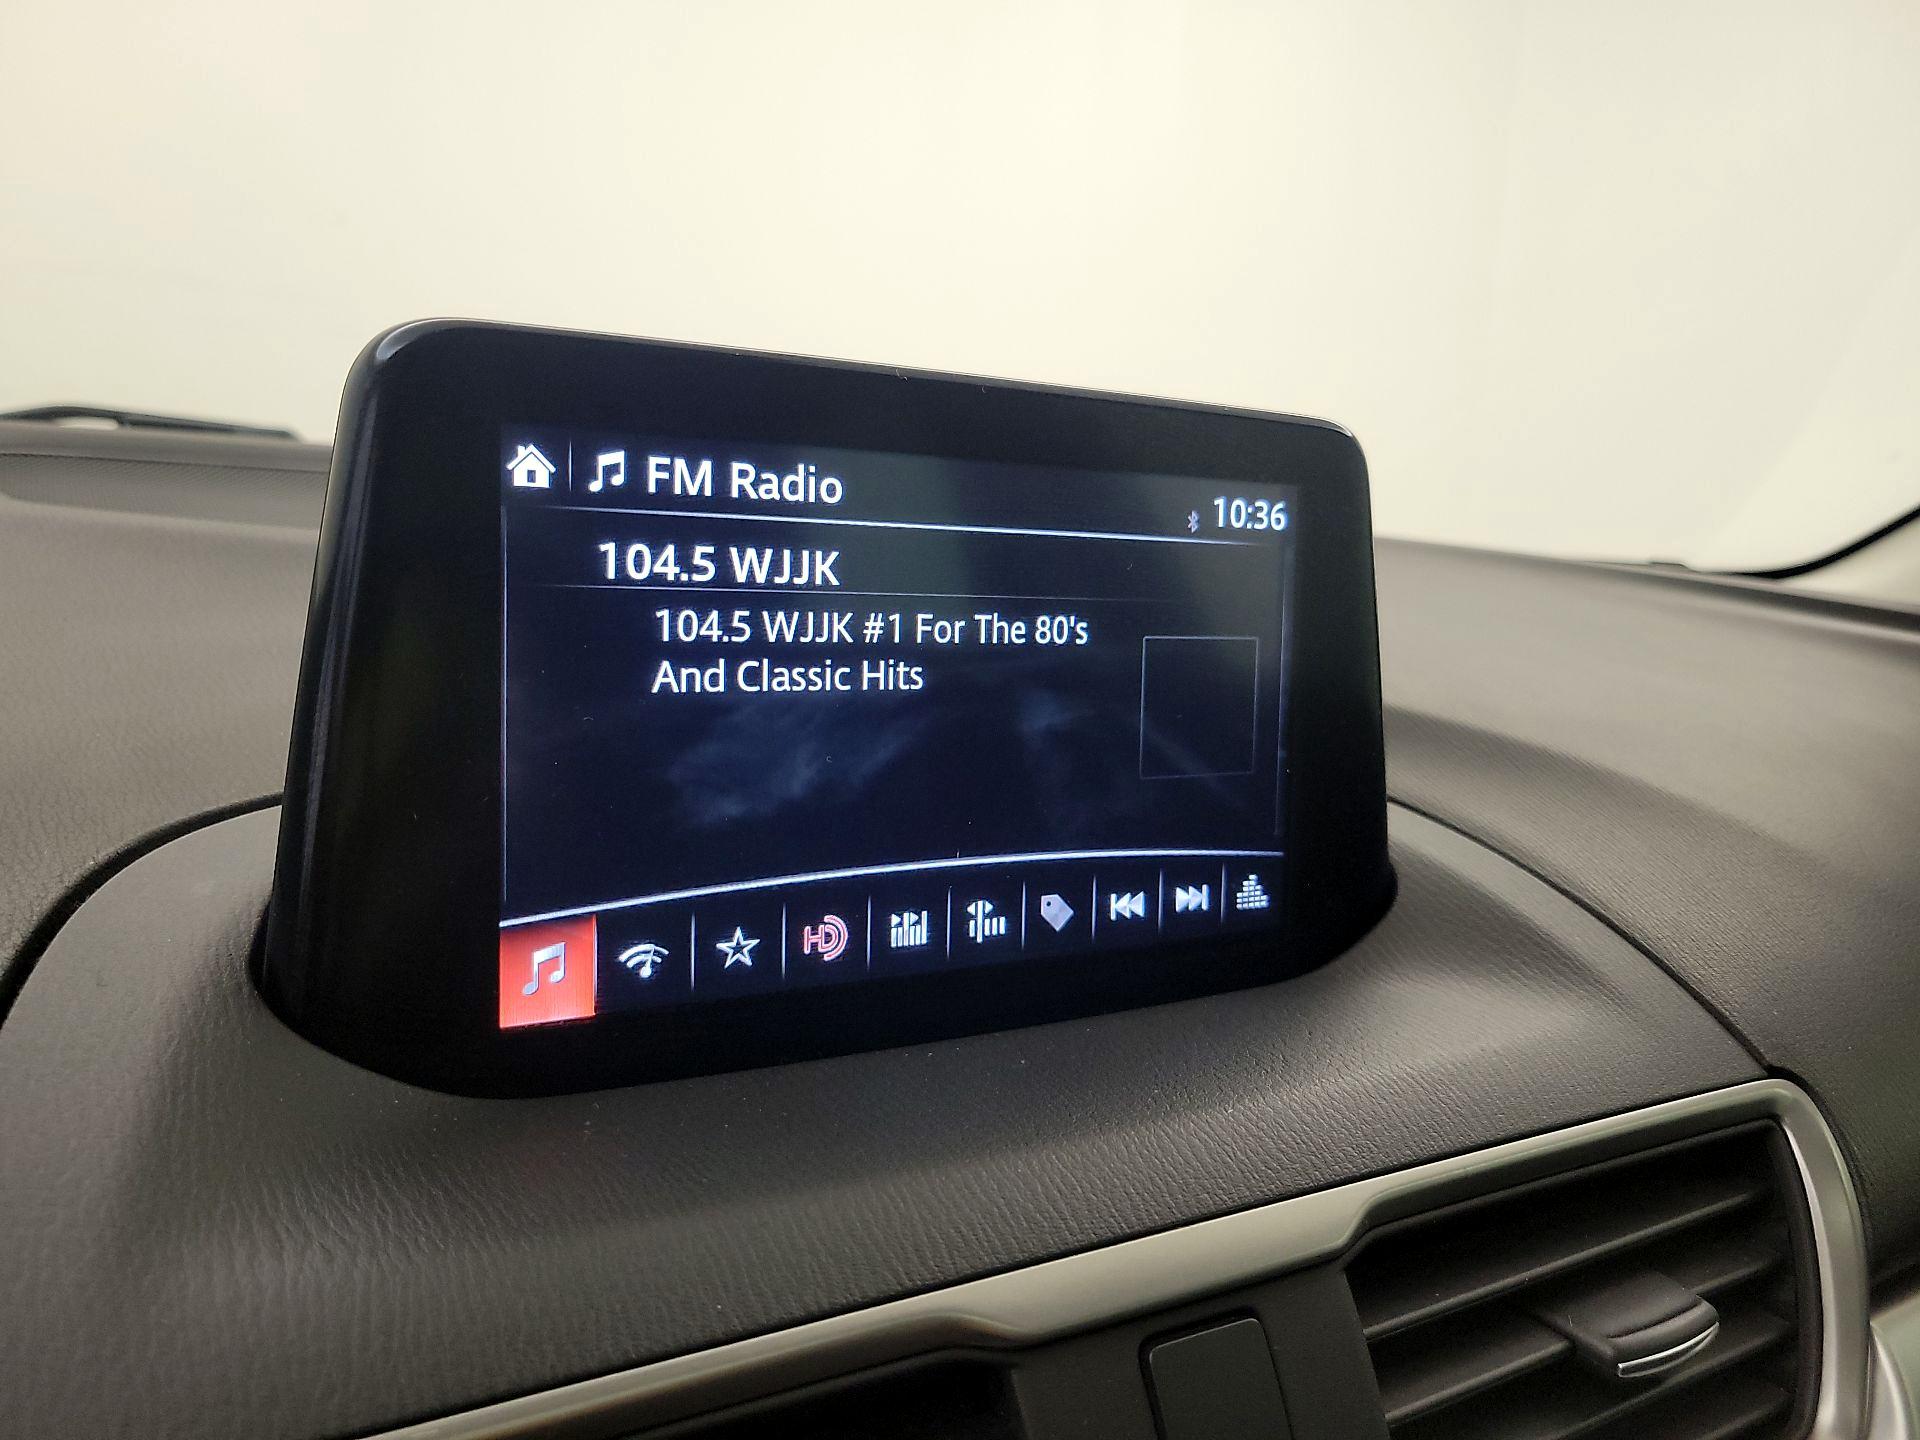 FM Radio
10:36
104.5 WJJK
104.5 WJJK #1 For The 80's
And Classic Hits
HD